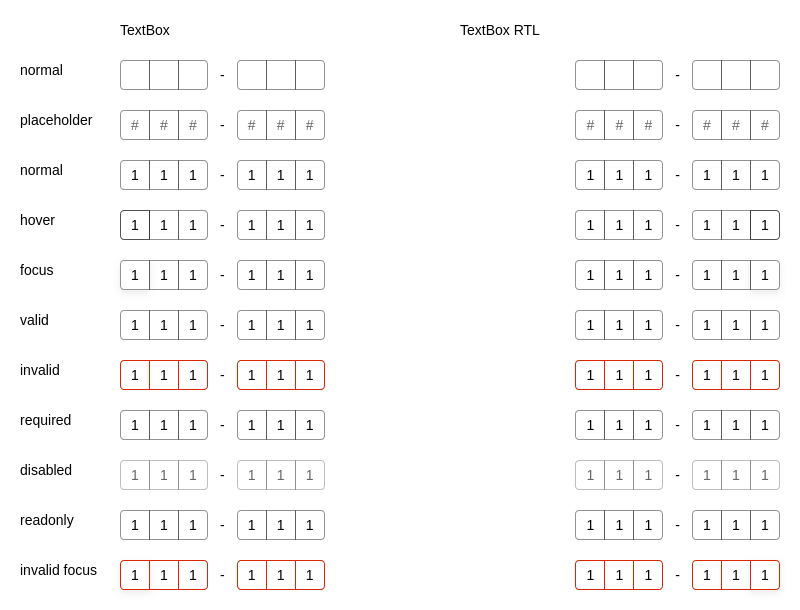 TextBox TextBox RTL
normal - -
placeholder # # # - # # # # # # - # # #
normal 1 1 1 - 1 1 1 1 1 1 - 1 1 1
hover 1 1 1 - 1 1 1 1 1 1 - 1 1 1
focus 1 1 1 - 1 1 1 1 1 1 - 1 1 1
valid 1 1 1 - 1 1 1 1 1 1 - 1 1 1
invalid 1 1 1 - 1 1 1 1 1 1 - 1 1 1
required 1 1 1 - 1 1 1 1 1 1 - 1 1 1
disabled 1 1 1 - 1 1 1 1 1 1 - 1 1 1
readonly 1 1 1 - 1 1 1 1 1 1 - 1 1 1
invalid focus 1 1 1 - 1 1 1 1 1 1 - 1 1 1